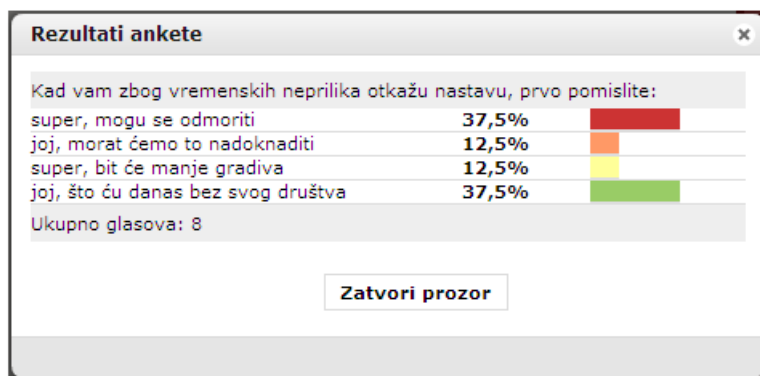 Rezultati ankete
Kad vam zbog vremenskih neprilika otkažu nastavu, prvo pomislite:
super, mogu se odmoriti 37,5%
joj, morat ćemo to nadoknaditi 12,5%
super, bit će manje gradiva 12,5%
joj, što ću danas bez svog društva 37,5%
Ukupno glasova: 8
Zatvori prozor